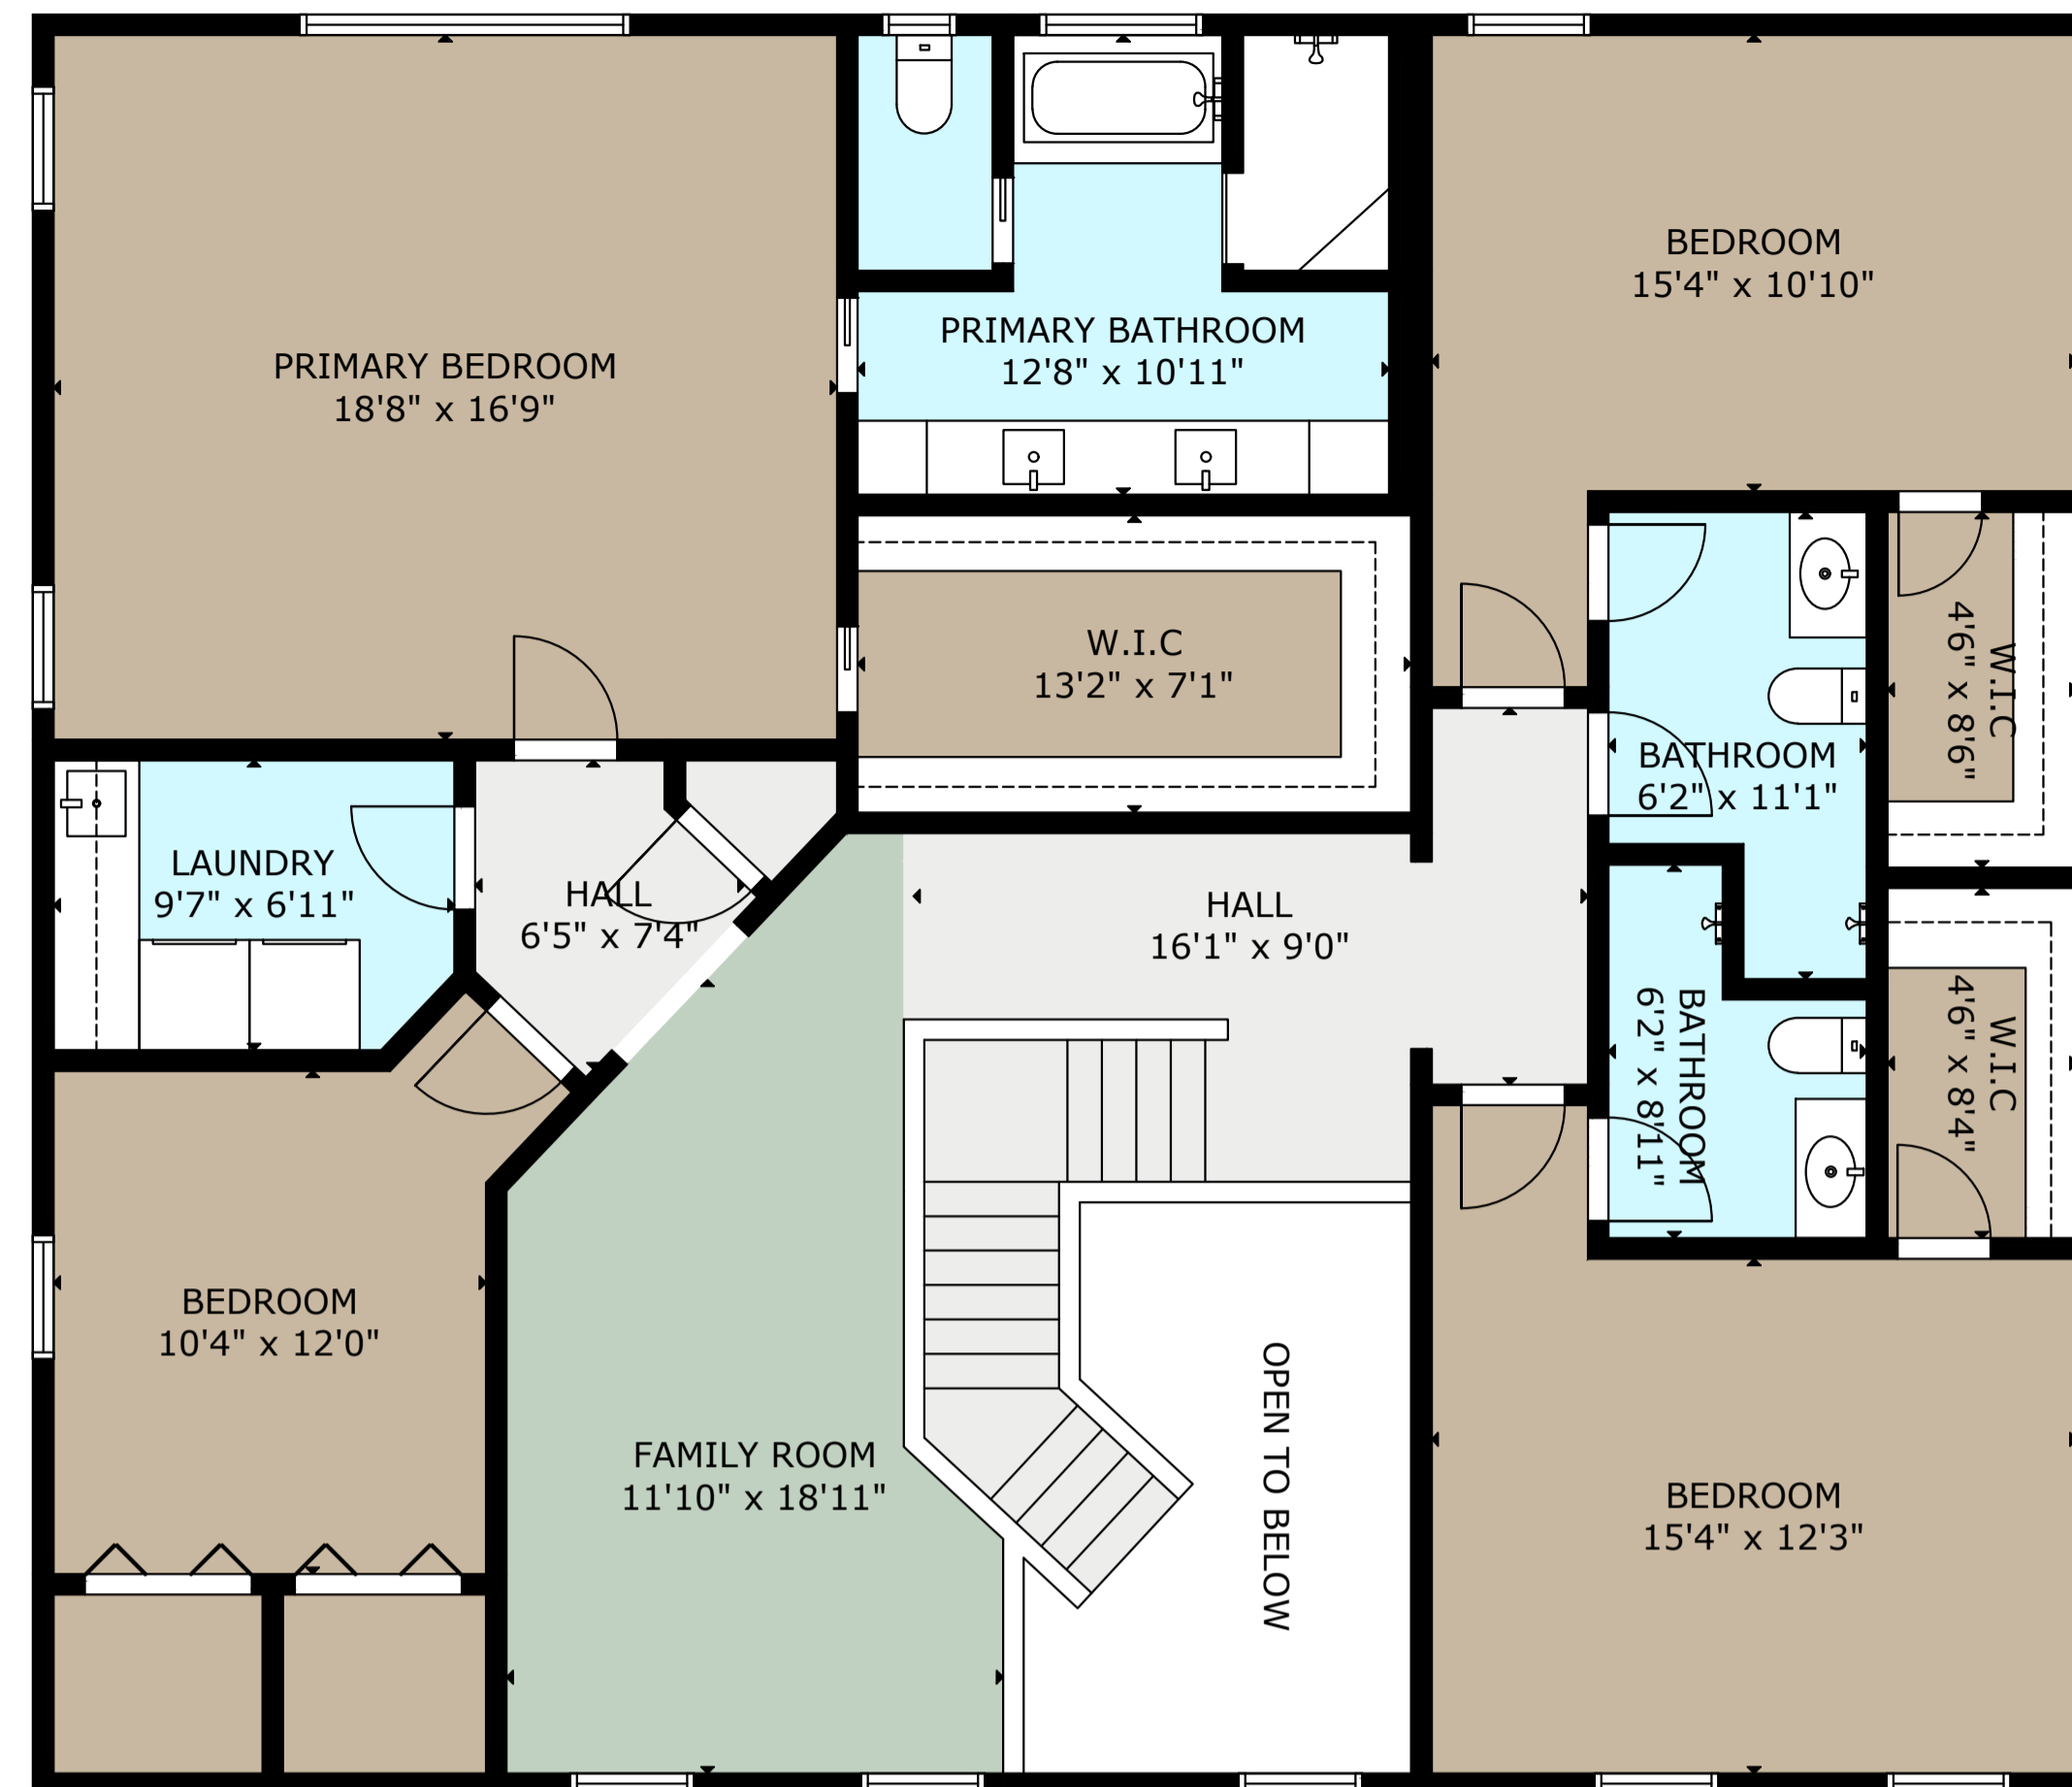 BEDROOM
15'4" x 10'10"
PRIMARY BATHROOM
12'8" x 10'11"
PRIMARY BEDROOM
18'8" x 16'9"
W.I.C
13'2" x 7'1"
W.I.C
4'6" x 8'6"
BATHROOM
6'2" x 11'1"
LAUNDRY
9'7" x 6'11"
HALL
6'5" x 7'4"
HALL
16'1" x 9'0"
BATHROOM
6'2" x 8'11"
W.I.C
4'6" x 8'4"
BEDROOM
10'4" x 12'0"
FAMILY ROOM
11'10" x 18'11"
OPEN TO BELOW
BEDROOM
15'4" x 12'3"